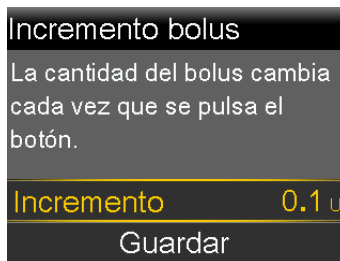 Incremento bolus
La cantidad del bolus cambia
cada vez que se pulsa el
botón.
Incremento 0.1 u
Guardar